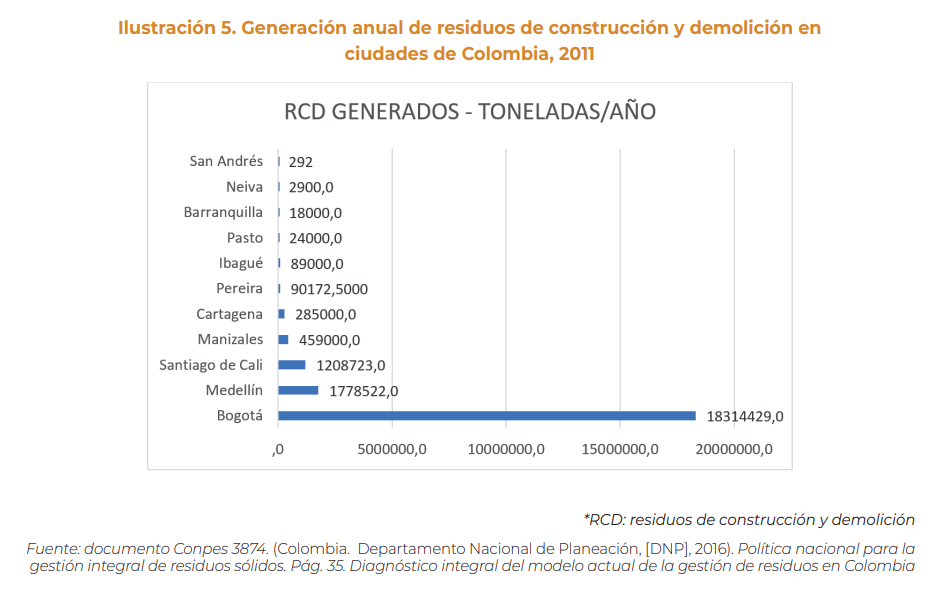 Ilustración 5. Generación anual de residuos de construcción y demolición en
ciudades de Colombia, 2011
RCD GENERADOS - TONELADAS/AÑO
San Andrés 292
Neiva 2900,0
Barranquilla 18000,0
Pasto 24000,0
Ibagué 89000,0
Pereira 90172,5000
Cartagena 285000,0
Manizales 459000,0
Santiago de Cali 1208723,0
Medellín 1778522,0
Bogotá 18314429,0
,0 5000000,0 10000000,0 15000000,0 20000000,0
*RCD: residuos de construcción y demolición
Fuente: documento Conpes 3874. (Colombia. Departamento Nacional de Planeación, [DNP], 2016). Política nacional para la
gestión integral de residuos sólidos. Pág. 35. Diagnóstico integral del modelo actual de la gestión de residuos en Colombia